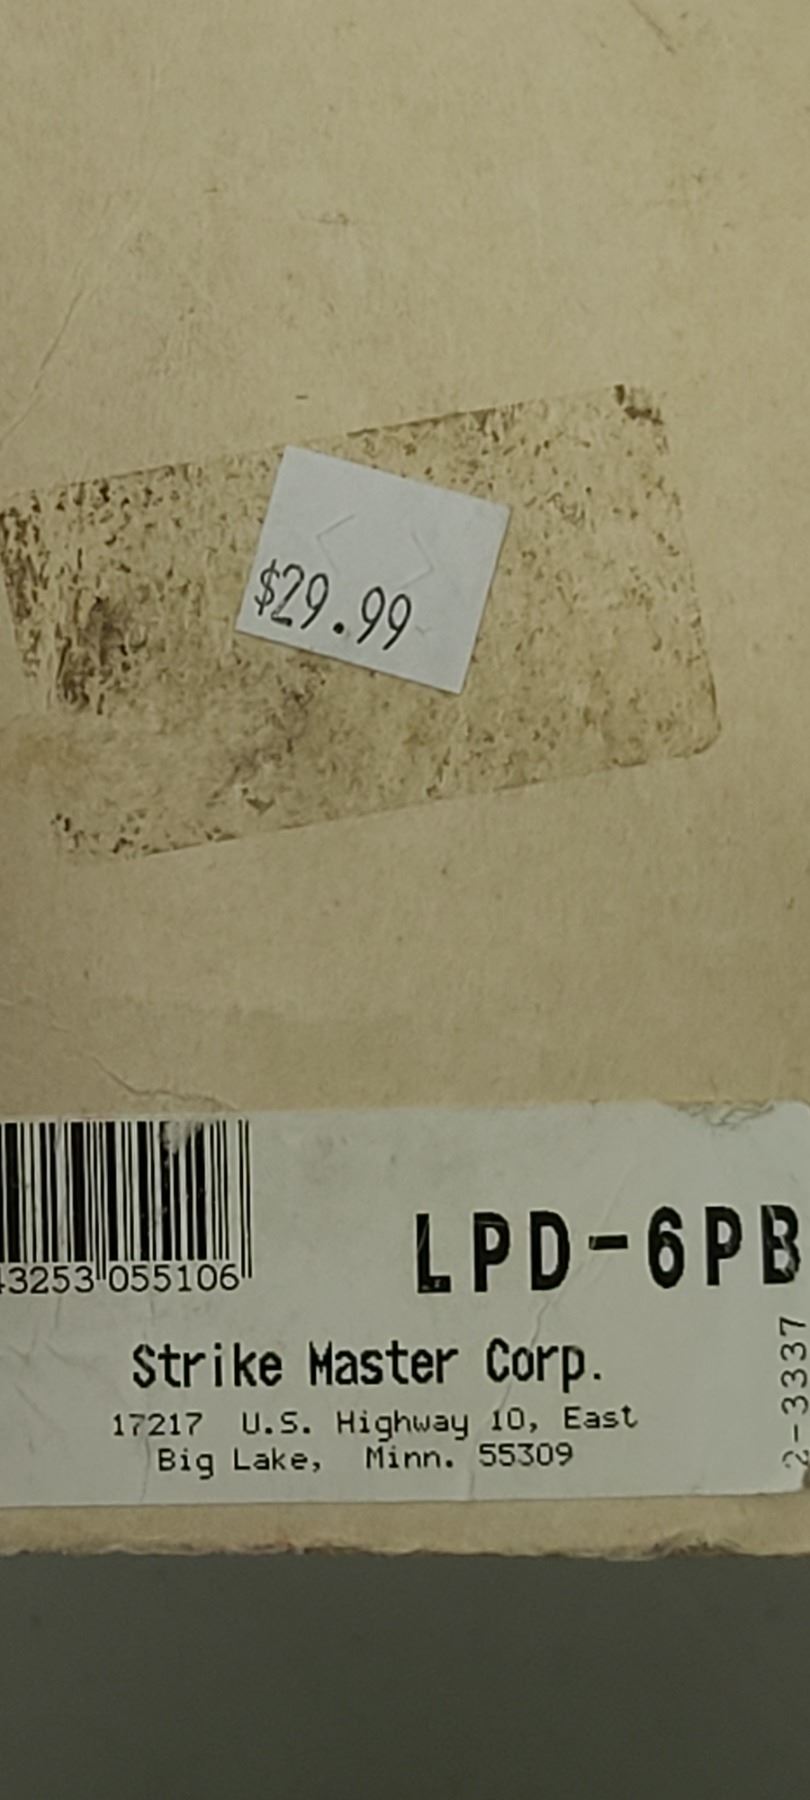 $29.99
43253 055106
LPD-6PB
Strike Master Corp.
17217 U.S. Highway 10, East
Big Lake, Minn. 55309
2-3337